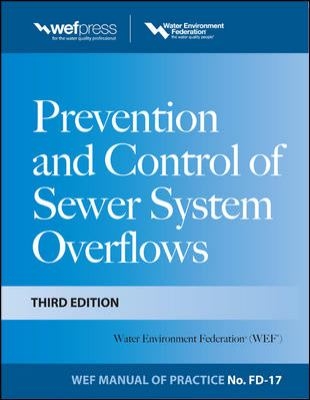 wefpress
for the water quality professional
Water Environment
Federation®
the water quality people®
Prevention
and Control of
Sewer System
Overflows
THIRD EDITION
Water Environment Federation® (WEF®)
WEF MANUAL OF PRACTICE No. FD-17